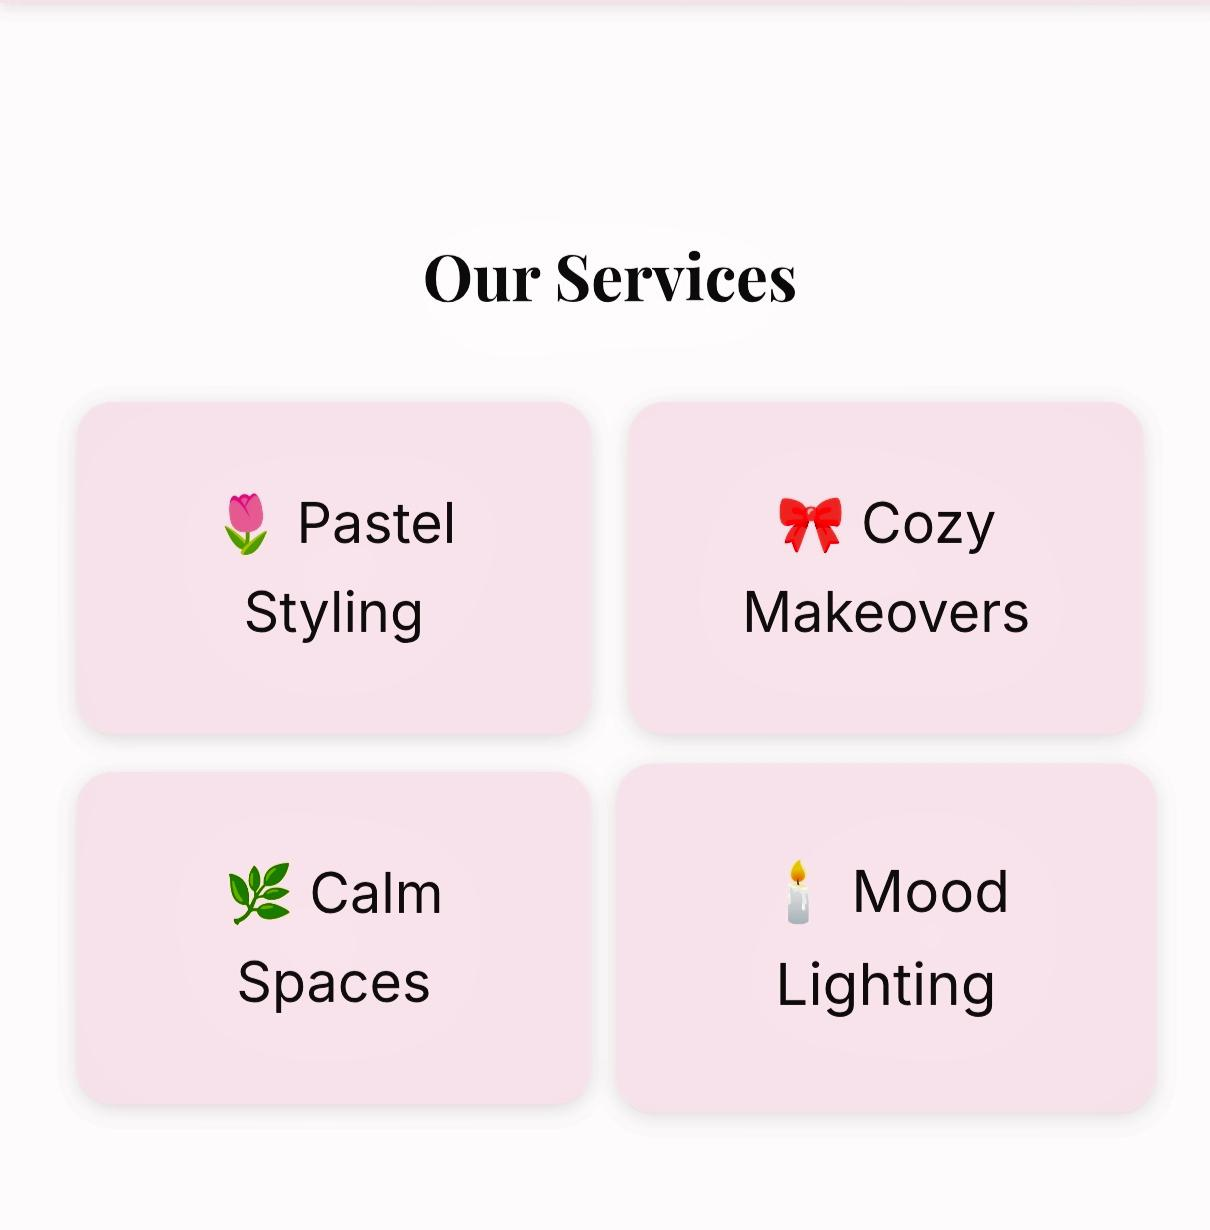 Our Services
🌷 Pastel
Styling
🎀 Cozy
Makeovers
🌿 Calm
Spaces
🕯️ Mood
Lighting